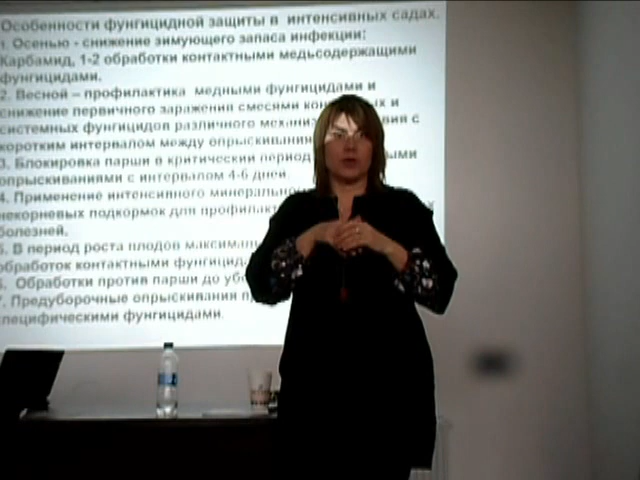 Особенности фунгицидной защиты в интенсивных садах.
1. Осенью - снижение зимующего запаса инфекции:
Карбамид, 1-2 обработки контактными медьсодержащими
фунгицидами.
2. Весной – профилактика медными фунгицидами и
снижение первичного заражения смесями и
системных фунгицидов различного с
коротким интервалом между
3. Блокировка парши в критический период
опрыскиваниями с интервалом 4-6 дней.
4. Применение интенсивного
некорневых подкормок для
болезней.
5. В период роста плодов
обработок контактными
6. Обработки против парши до
7. Предуборочные опрыскивания
специфическими фунгицидами.